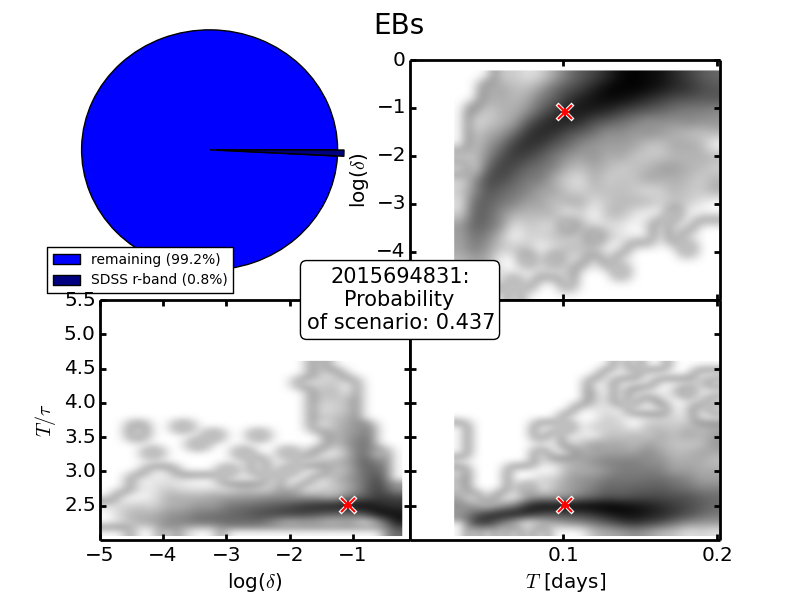 EBs
remaining (99.2%)
SDSS r-band (0.8%)
0
−1
−2
−3
−4
log(δ)
2015694831:
Probability
of scenario: 0.437
5.5
5.0
4.5
4.0
3.5
3.0
2.5
T/τ
−5 −4 −3 −2 −1
log(δ)
0.1 0.2
T [days]